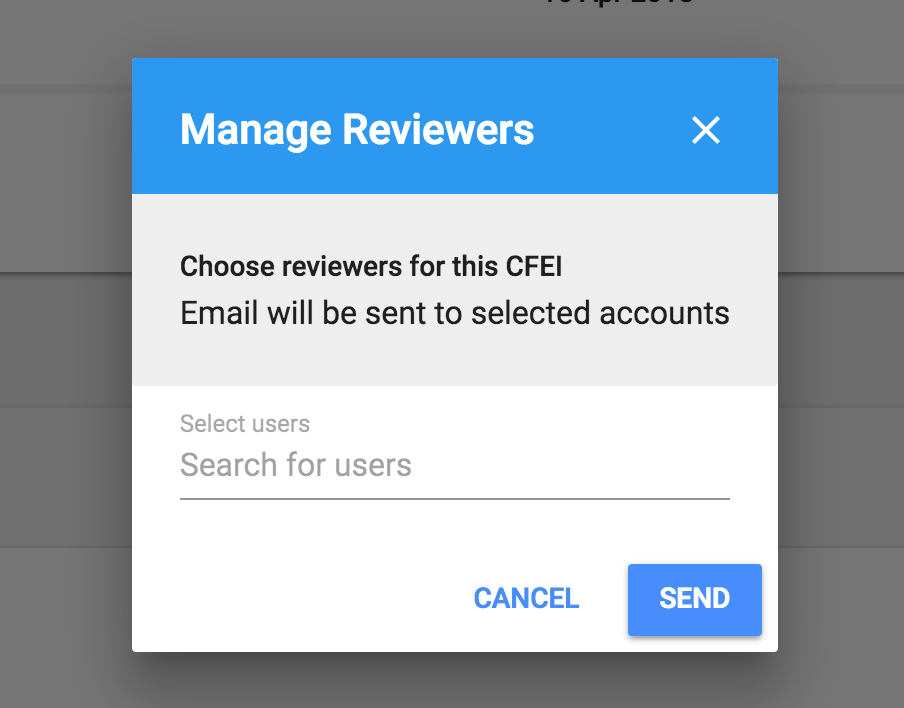 Manage Reviewers
Choose reviewers for this CFEI
Email will be sent to selected accounts
Select users
Search for users
CANCEL SEND